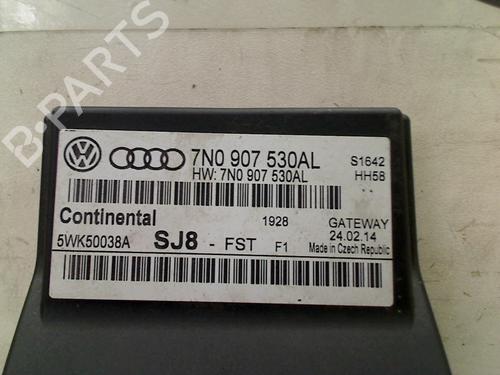 B-PARTS
7N0 907 530AL
S1642
HW: 7N0 907 530AL
HH58
Continental
1928
GATEWAY
5WK50038A
SJ8 - FST F1
24.02.14
Made in Czech Republic